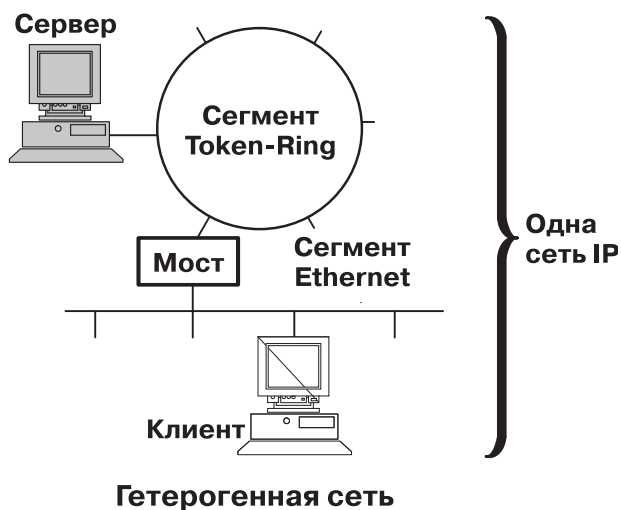 Сервер
Сегмент
Token-Ring
Мост
Сегмент
Ethernet
Одна
сеть IP
Клиент
Гетерогенная сеть